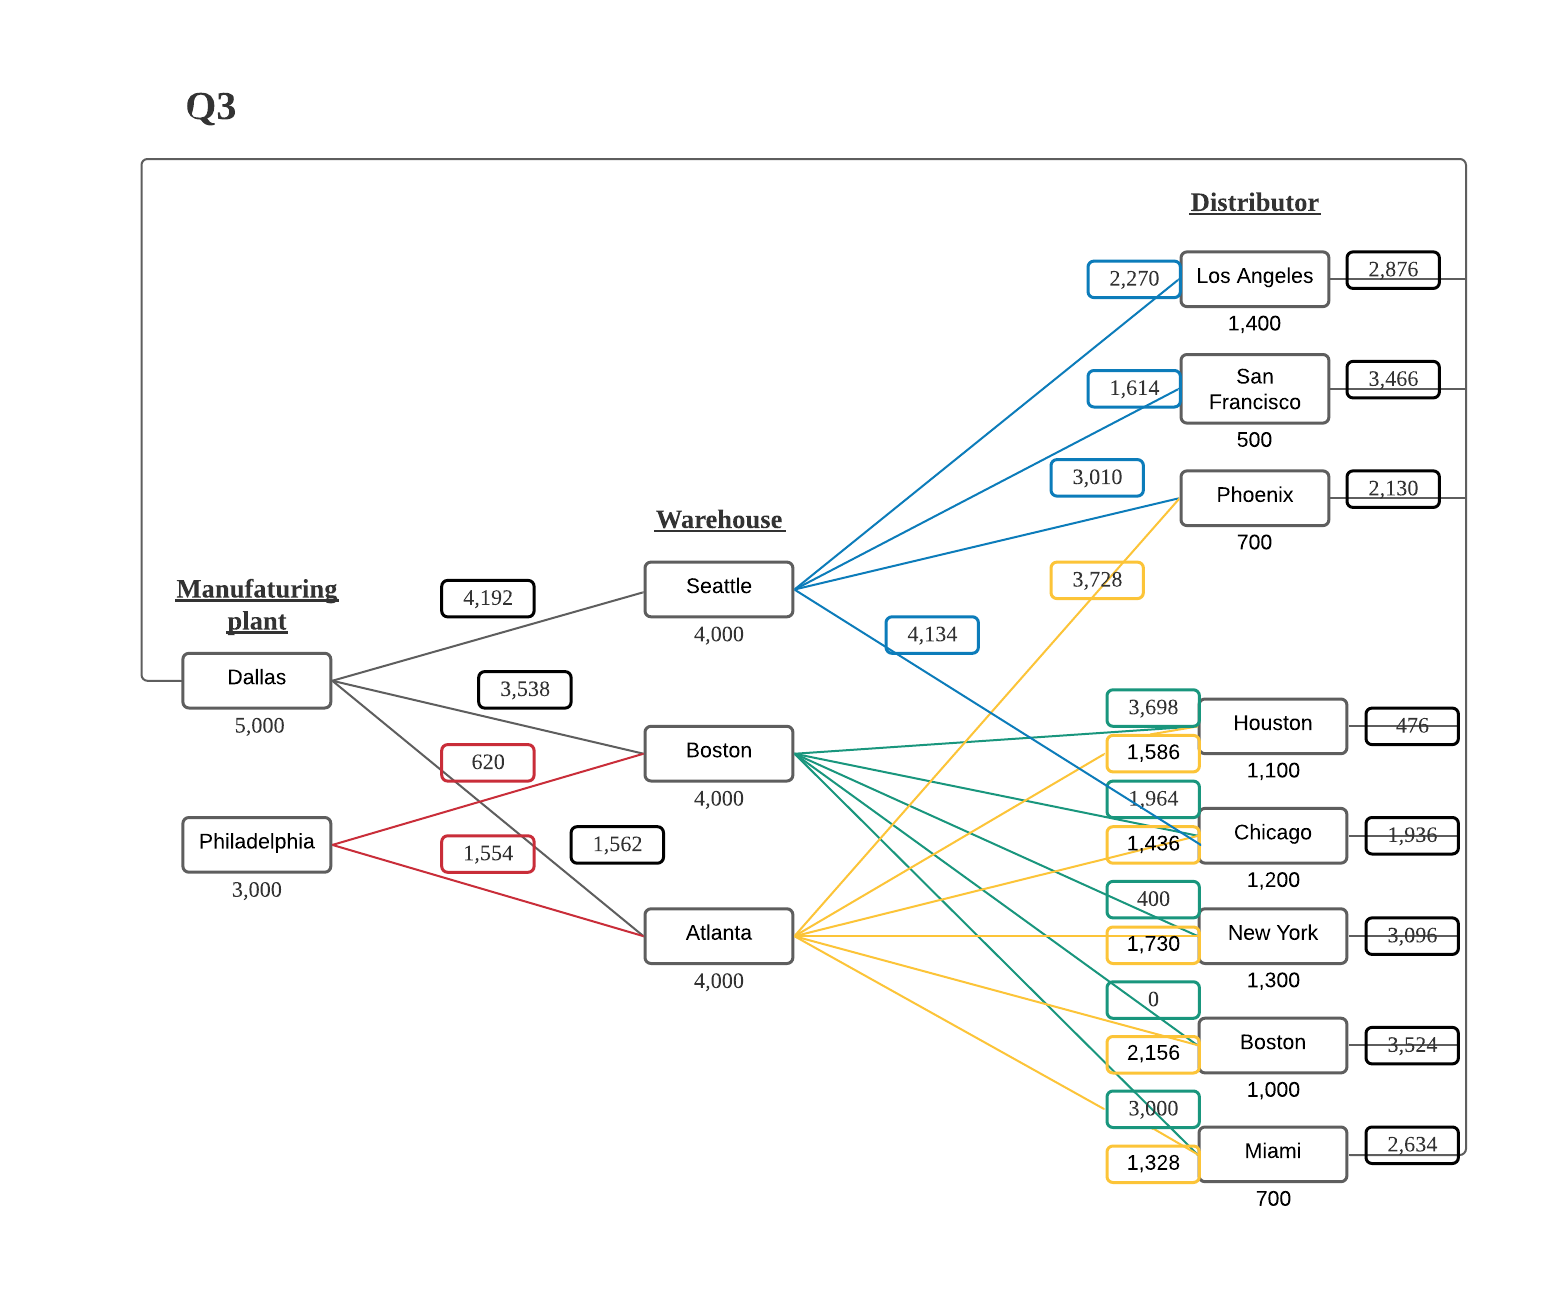 Q3
Distributor
2,270
Los Angeles
2,876
1,400
1,614
San
Francisco
3,466
500
3,010
Phoenix
2,130
700
Warehouse
3,728
Manufaturing
plant
4,192
Seattle
4,000
4,134
Dallas
5,000
3,538
3,698
Houston
476
1,586
1,100
620
Boston
4,000
1,964
Chicago
1,936
1,436
1,200
Philadelphia
3,000
1,554
1,562
400
New York
3,096
1,730
1,300
Atlanta
4,000
0
Boston
3,524
2,156
1,000
3,000
Miami
2,634
1,328
700